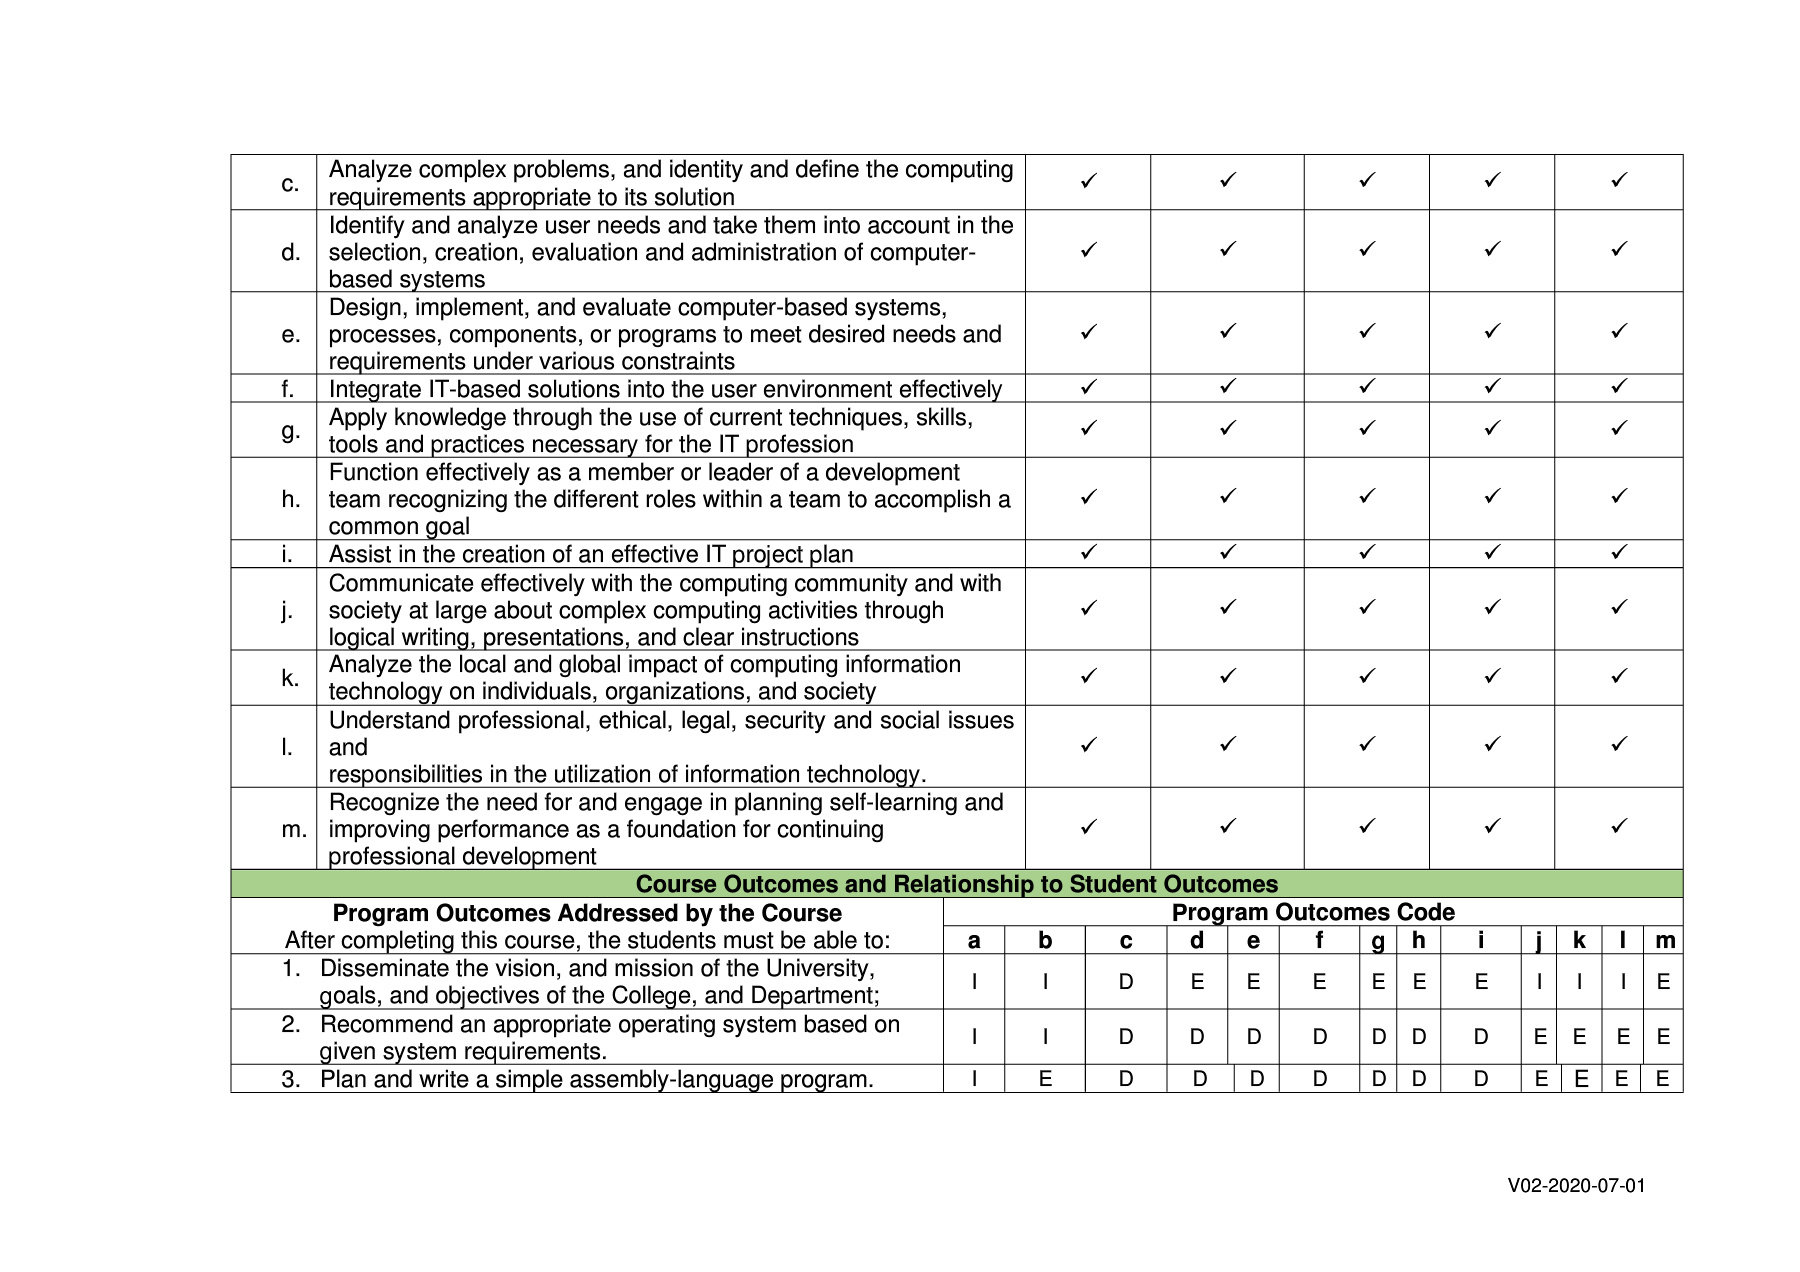 c. Analyze complex problems, and identity and define the computing ✓ ✓ ✓ ✓ ✓
requirements appropriate to its solution
d. Identify and analyze user needs and take them into account in the ✓ ✓ ✓ ✓ ✓
selection, creation, evaluation and administration of computer-
based systems
e. Design, implement, and evaluate computer-based systems, ✓ ✓ ✓ ✓ ✓
processes, components, or programs to meet desired needs and
requirements under various constraints
f. Integrate IT-based solutions into the user environment effectively ✓ ✓ ✓ ✓ ✓
g. Apply knowledge through the use of current techniques, skills, ✓ ✓ ✓ ✓ ✓
tools and practices necessary for the IT profession
h. Function effectively as a member or leader of a development ✓ ✓ ✓ ✓ ✓
team recognizing the different roles within a team to accomplish a
common goal
i. Assist in the creation of an effective IT project plan ✓ ✓ ✓ ✓ ✓
j. Communicate effectively with the computing community and with ✓ ✓ ✓ ✓ ✓
society at large about complex computing activities through
logical writing, presentations, and clear instructions
k. Analyze the local and global impact of computing information ✓ ✓ ✓ ✓ ✓
technology on individuals, organizations, and society
l. Understand professional, ethical, legal, security and social issues ✓ ✓ ✓ ✓ ✓
and
responsibilities in the utilization of information technology.
m. Recognize the need for and engage in planning self-learning and ✓ ✓ ✓ ✓ ✓
improving performance as a foundation for continuing
professional development
Course Outcomes and Relationship to Student Outcomes
Program Outcomes Addressed by the Course Program Outcomes Code
After completing this course, the students must be able to: a b c d e f g h i j k l m
1. Disseminate the vision, and mission of the University, I I D E E E E E E I I I E
goals, and objectives of the College, and Department;
2. Recommend an appropriate operating system based on I I D D D D D D D E E E E
given system requirements.
3. Plan and write a simple assembly-language program. I E D D D D D D D E E E E
V02-2020-07-01